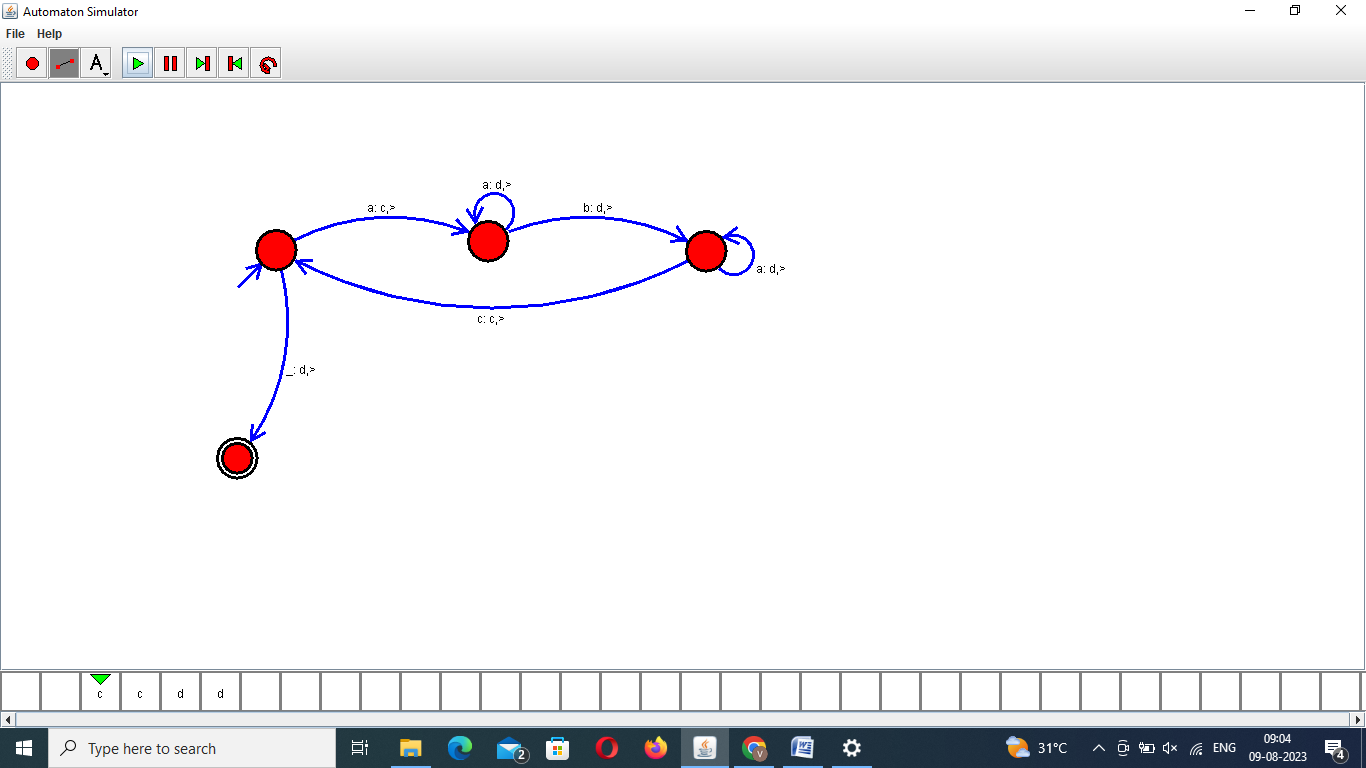 Automaton Simulator
File Help
A
a: d,>
a: c,>
b: d,>
a: d,>
c: c,>
_: d,>
c c d d
Type here to search
2
V
W
31°C
ENG
09:04
09-08-2023
4